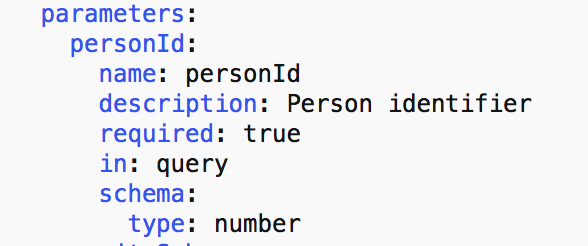 parameters:
personId:
name: personId
description: Person identifier
required: true
in: query
schema:
type: number